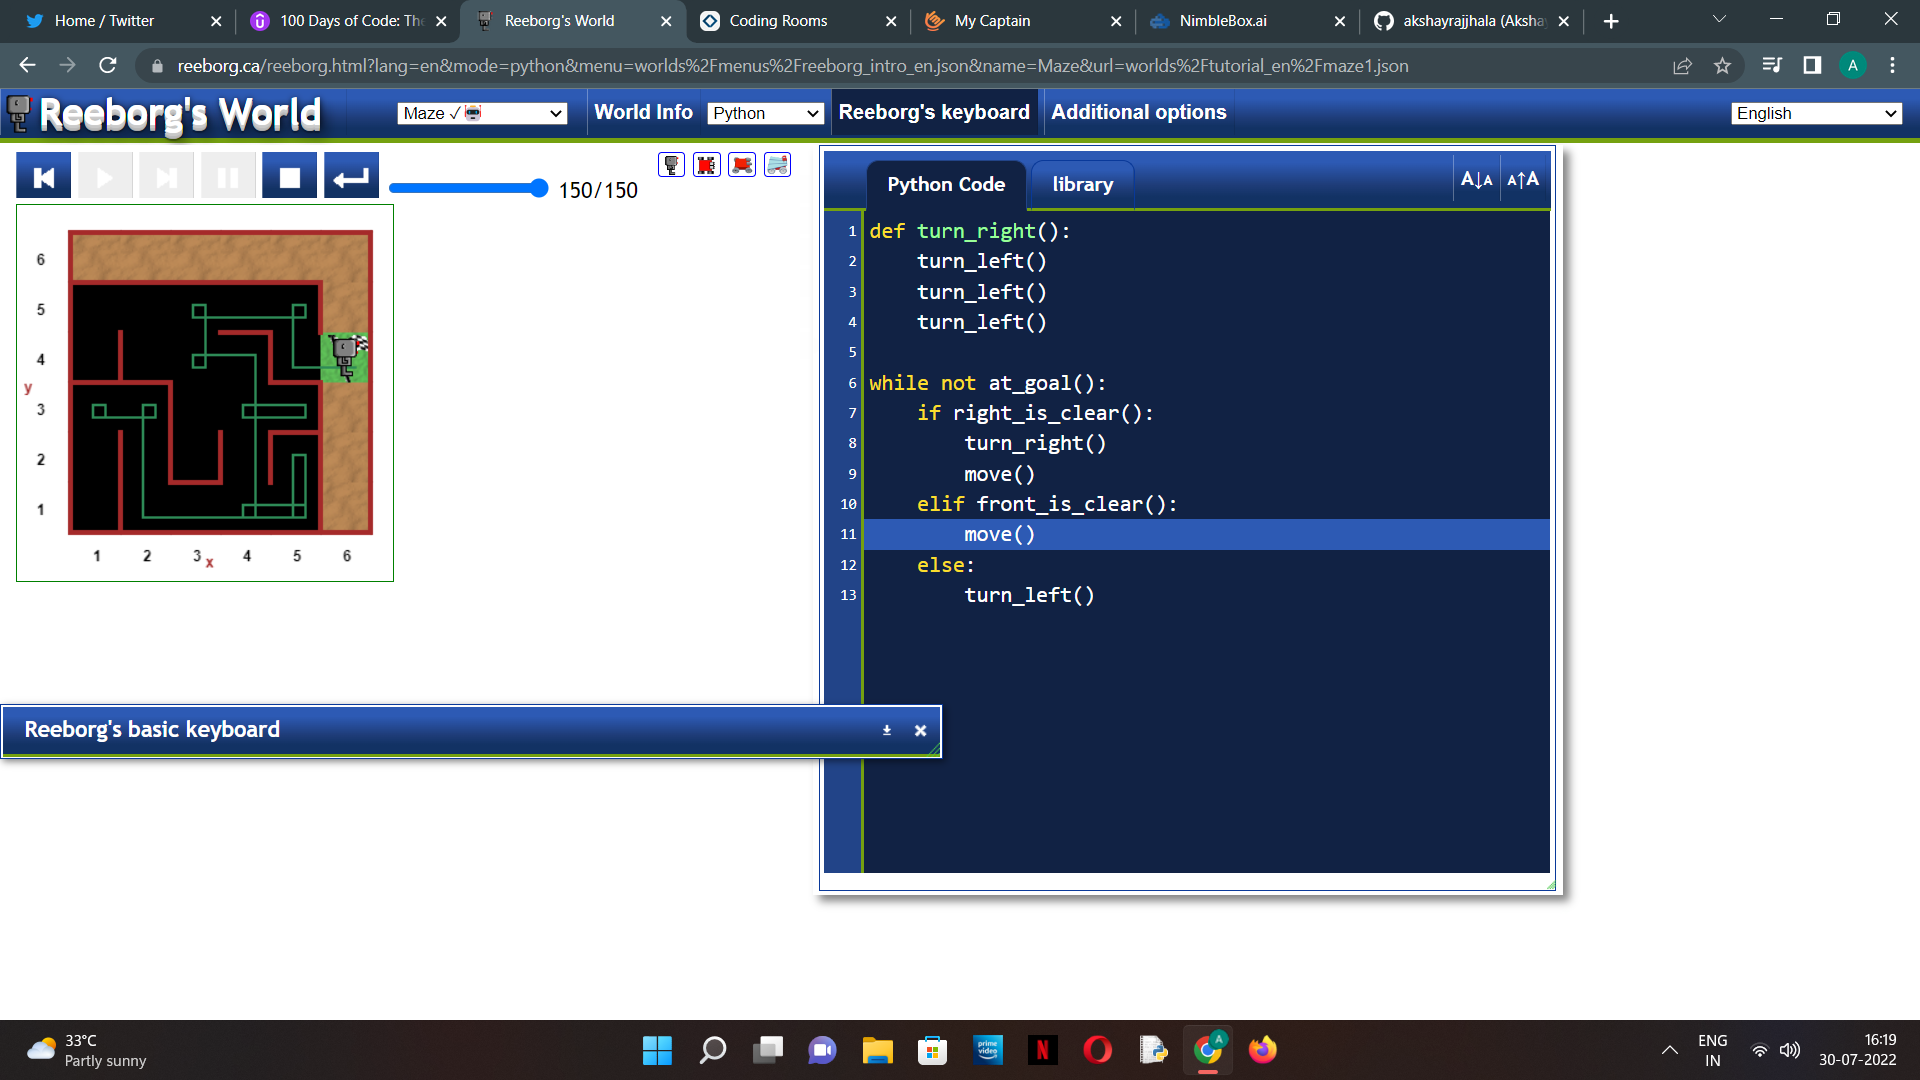 Home / Twitter
100 Days of Code: The
Reeborg's World
Coding Rooms
My Captain
NimbleBox.ai
akshayrajjhala (Aksha
reeborg.ca/reeborg.html?lang=en&mode=python&menu=worlds%2Fmenus%2Freeborg_intro_en.json&name=Maze&url=worlds%2Ftutorial_en%2Fmaze1.json
A
Reeborg's World
Maze ✓
World Info
Python
Reeborg's keyboard
Additional options
English
150/150
Python Code
library
A↓A
A↑A
6
5
4
y
3
2
1
1 2 3 x 4 5 6
1 def turn_right():
2 turn_left()
3 turn_left()
4 turn_left()
5
6 while not at_goal():
7 if right_is_clear():
8 turn_right()
9 move()
10 elif front_is_clear():
11 move()
12 else:
13 turn_left()
Reeborg's basic keyboard
33°C
Partly sunny
prime video
N
A
ENG
IN
16:19
30-07-2022